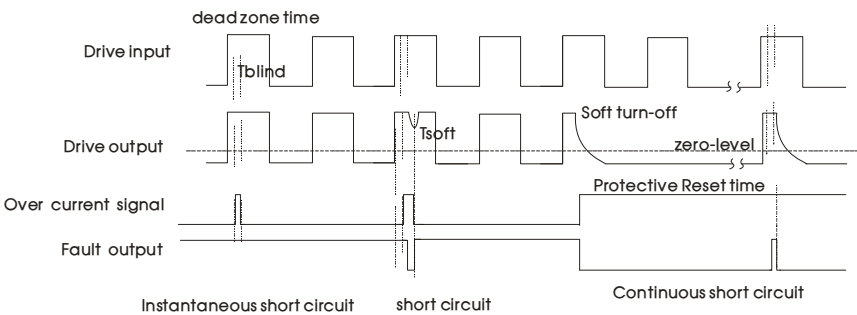 dead zone time
Drive input
Tblind
Soft turn-off
Tsoft
Drive output
zero-level
Protective Reset time
Over current signal
Fault output
Instantaneous short circuit
short circuit
Continuous short circuit